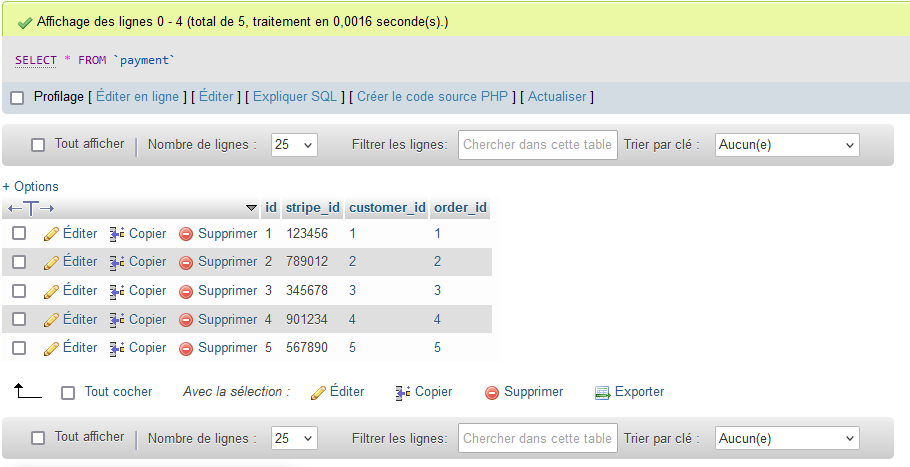 Affichage des lignes 0 - 4 (total de 5, traitement en 0,0016 seconde(s).)
SELECT * FROM `payment`
Profilage [ Éditer en ligne ] [ Éditer ] [ Expliquer SQL ] [ Créer le code source PHP ] [ Actualiser ]
Tout afficher | Nombre de lignes : 25 Filtrer les lignes: Chercher dans cette table Trier par clé : Aucun(e)
+ Options
←T→ id stripe_id customer_id order_id
Éditer Copier Supprimer 1 123456 1 1
Éditer Copier Supprimer 2 789012 2 2
Éditer Copier Supprimer 3 345678 3 3
Éditer Copier Supprimer 4 901234 4 4
Éditer Copier Supprimer 5 567890 5 5
Tout cocher Avec la sélection : Éditer Copier Supprimer Exporter
Tout afficher | Nombre de lignes : 25 Filtrer les lignes: Chercher dans cette table Trier par clé : Aucun(e)